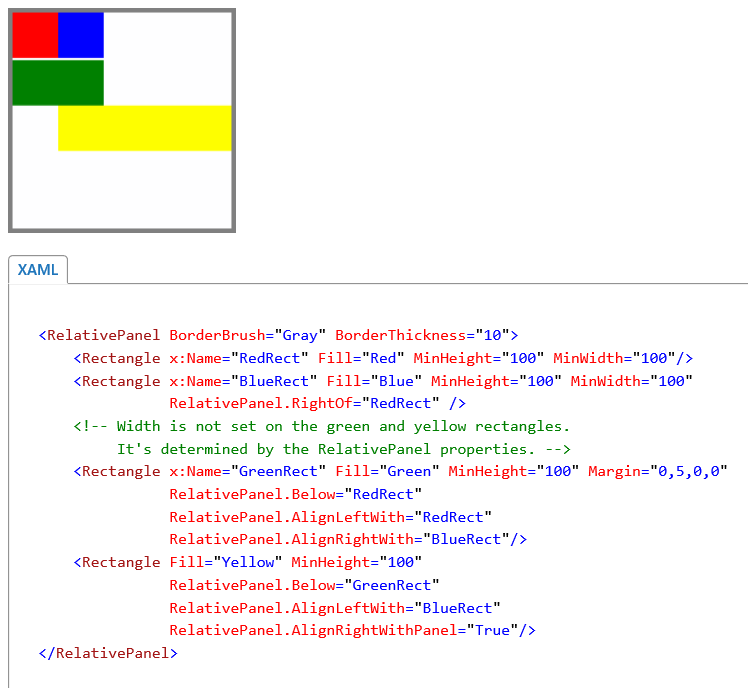 XAML
<RelativePanel BorderBrush="Gray" BorderThickness="10">
    <Rectangle x:Name="RedRect" Fill="Red" MinHeight="100" MinWidth="100"/>
    <Rectangle x:Name="BlueRect" Fill="Blue" MinHeight="100" MinWidth="100"
               RelativePanel.RightOf="RedRect" />
    <!-- Width is not set on the green and yellow rectangles.
         It's determined by the RelativePanel properties. -->
    <Rectangle x:Name="GreenRect" Fill="Green" MinHeight="100" Margin="0,5,0,0"
               RelativePanel.Below="RedRect"
               RelativePanel.AlignLeftWith="RedRect"
               RelativePanel.AlignRightWith="BlueRect"/>
    <Rectangle Fill="Yellow" MinHeight="100"
               RelativePanel.Below="GreenRect"
               RelativePanel.AlignLeftWith="BlueRect"
               RelativePanel.AlignRightWithPanel="True"/>
</RelativePanel>